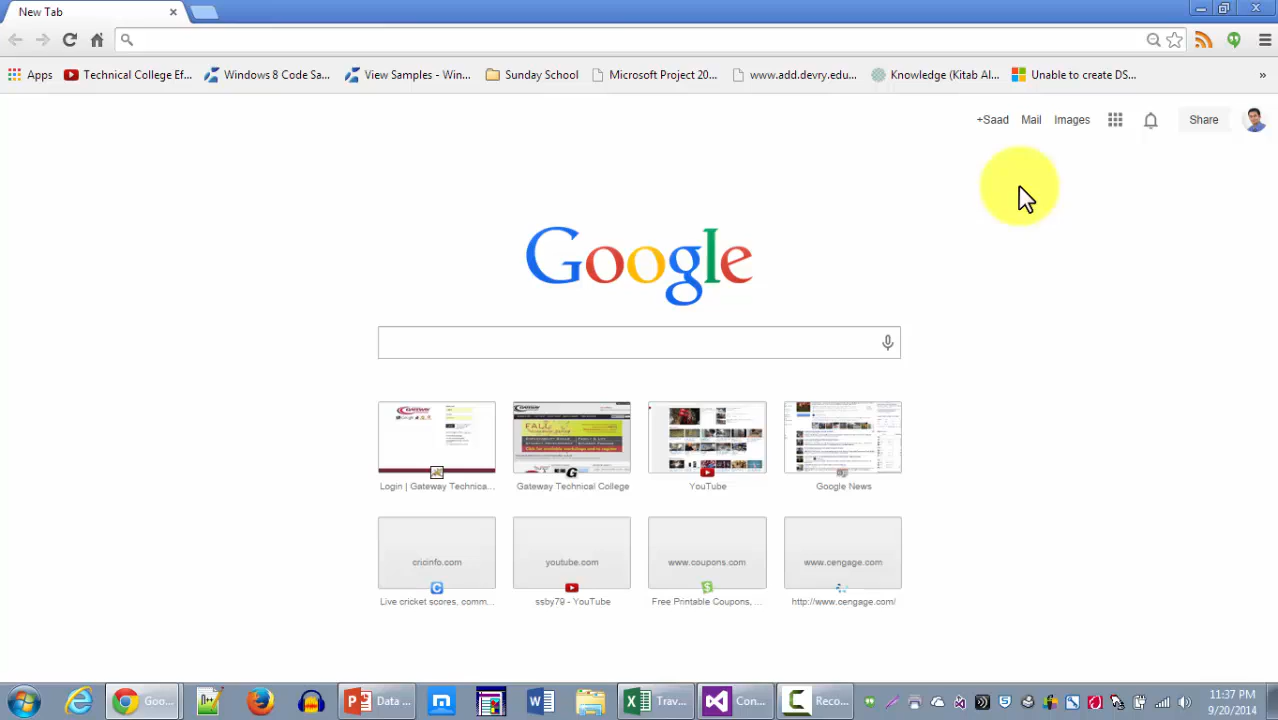 New Tab
Apps Technical College Ef... Windows 8 Code Sa... View Samples - Win... Sunday School Microsoft Project 20... www.add.devry.edu... Knowledge (Kitab Al... Unable to create DS... »
+Saad Mail Images Share
Google
Login | Gateway Technica... Gateway Technical College YouTube Google News
cricinfo.com youtube.com www.coupons.com www.cengage.com
Live cricket scores, comm... ssby79 - YouTube Free Printable Coupons, ... http://www.cengage.com/
Goo... Data ... Trav... Con... Reco... 11:37 PM
9/20/2014